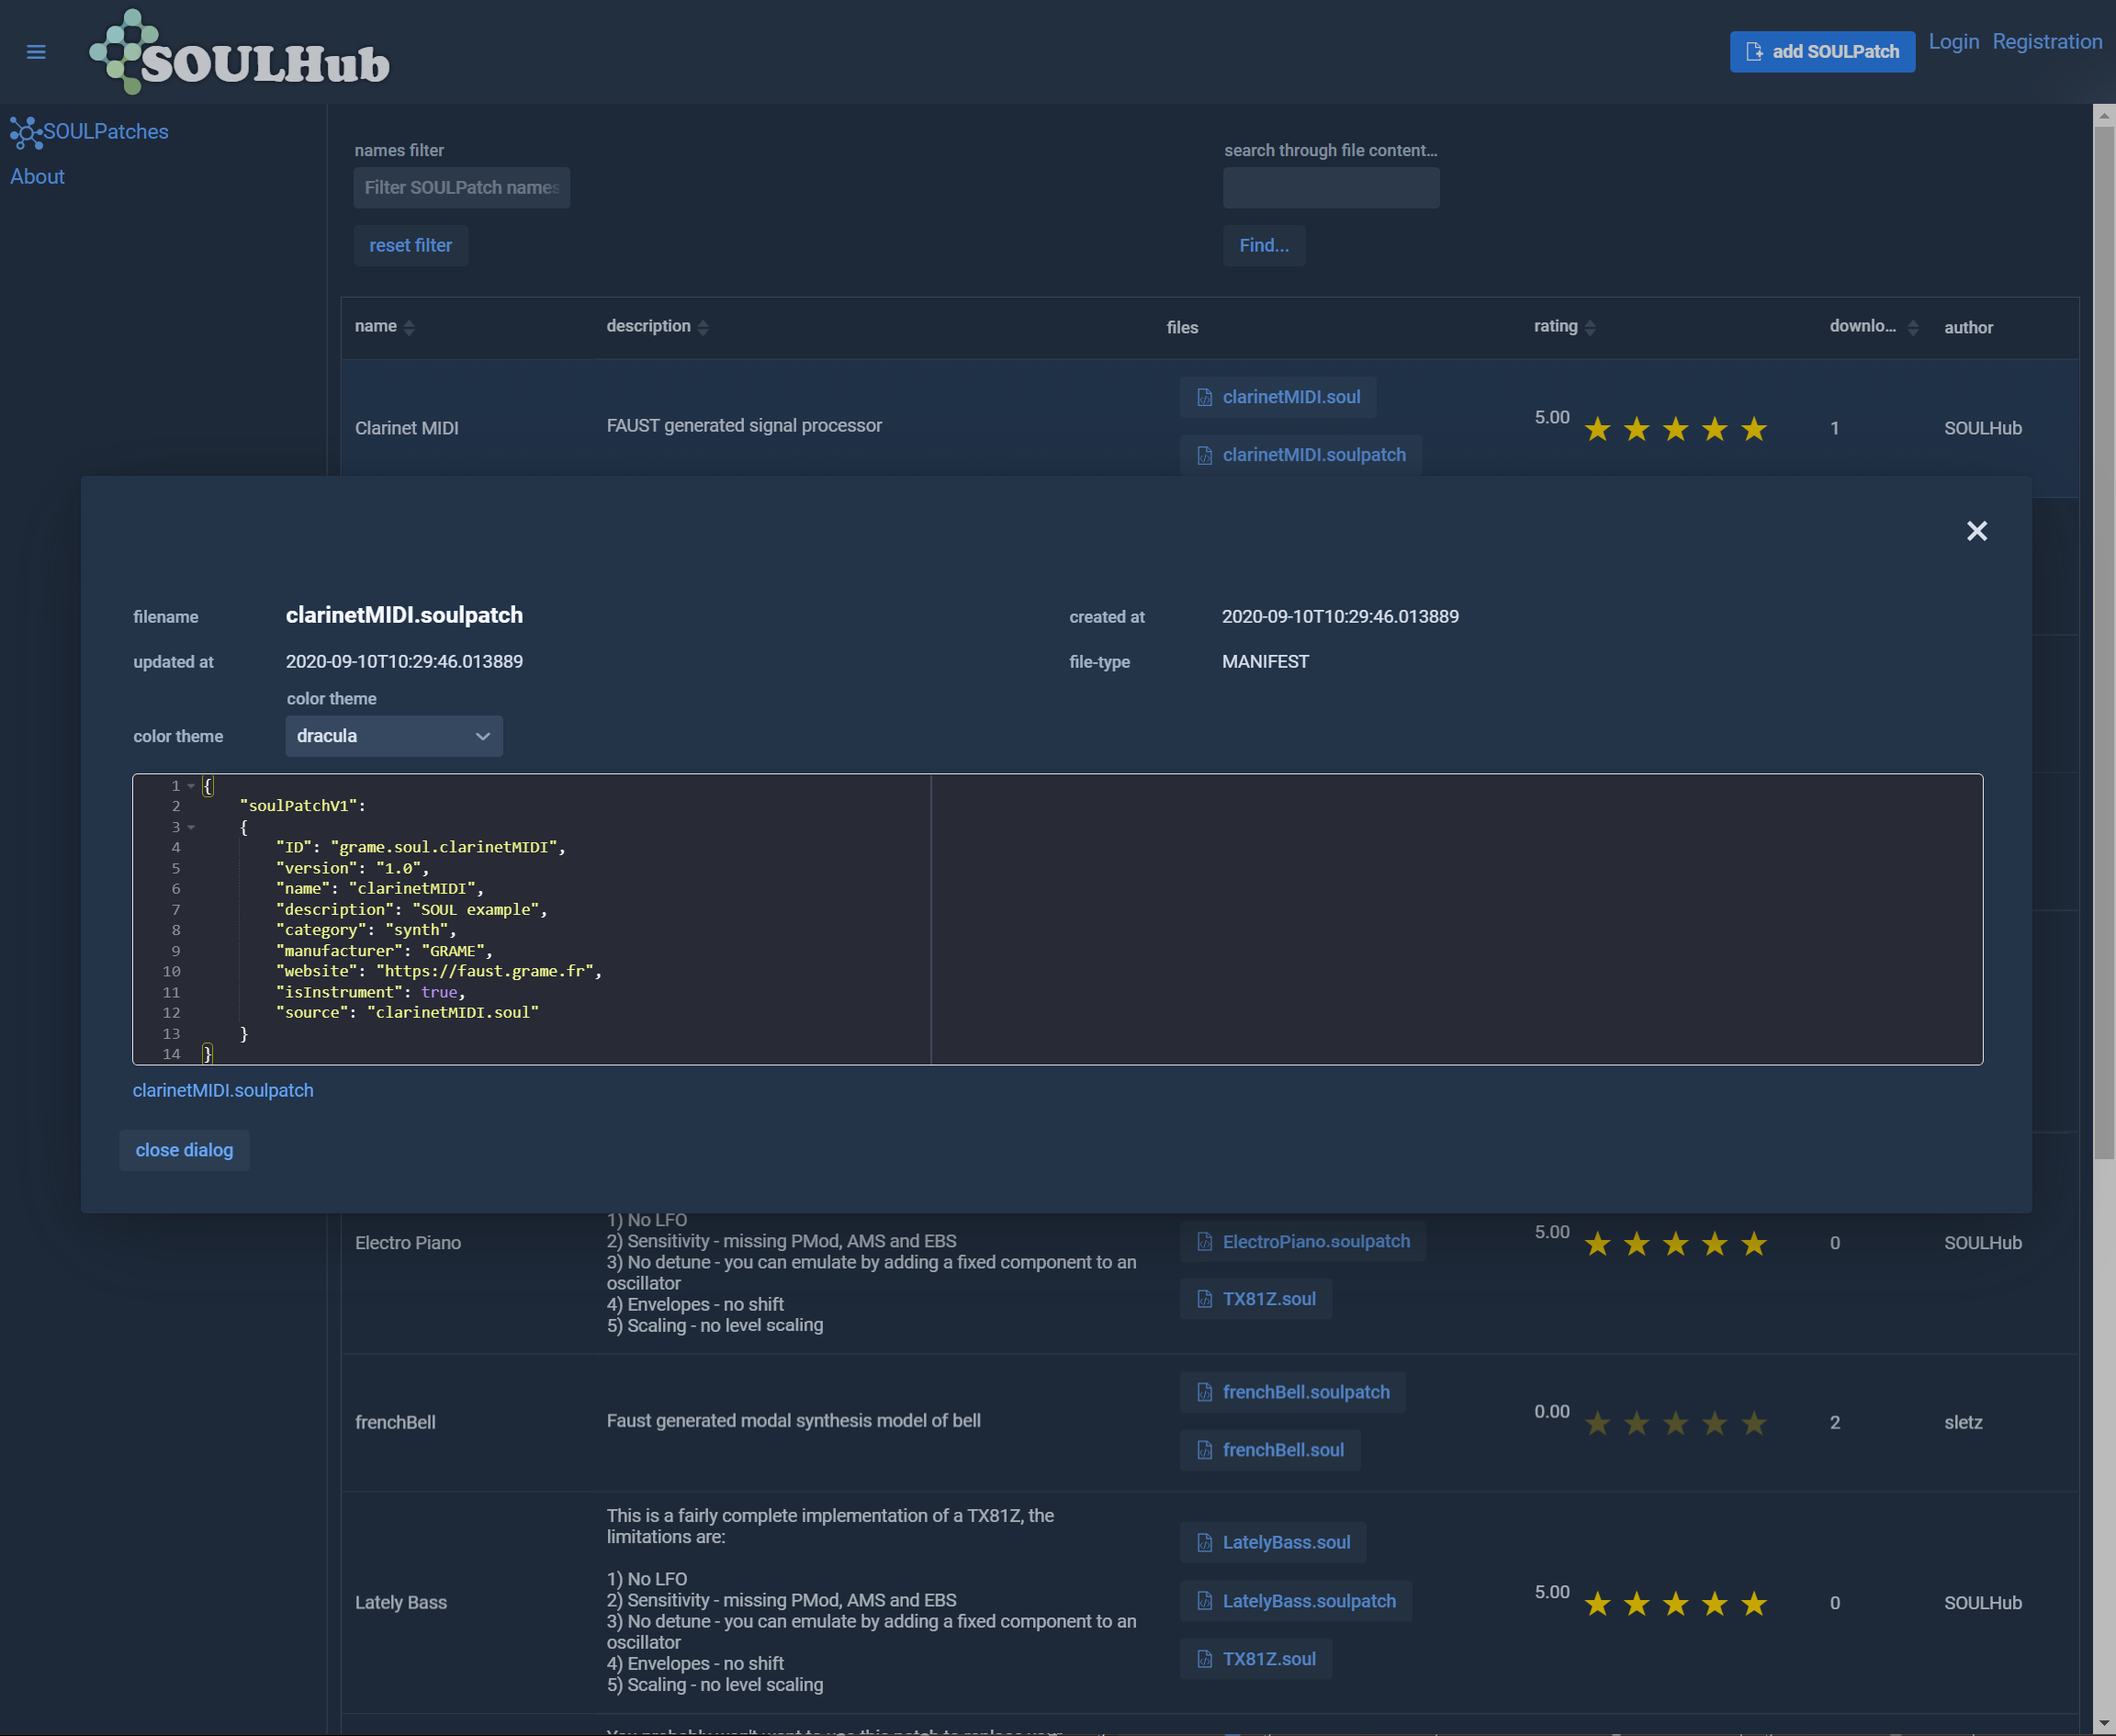 SOULHub
add SOULPatch
Login
Registration
SOULPatches
About
names filter
Filter SOULPatch names
reset filter
search through file content...
Find...
name
description
files
rating
downlo...
author
Clarinet MIDI
FAUST generated signal processor
clarinetMIDI.soul
clarinetMIDI.soulpatch
5.00
1
SOULHub
filename
clarinetMIDI.soulpatch
created at
2020-09-10T10:29:46.013889
updated at
2020-09-10T10:29:46.013889
file-type
MANIFEST
color theme
color theme
dracula
1 {
2 "soulPatchV1":
3 {
4 "ID": "grame.soul.clarinetMIDI",
5 "version": "1.0",
6 "name": "clarinetMIDI",
7 "description": "SOUL example",
8 "category": "synth",
9 "manufacturer": "GRAME",
10 "website": "https://faust.grame.fr",
11 "isInstrument": true,
12 "source": "clarinetMIDI.soul"
13 }
14 }
clarinetMIDI.soulpatch
close dialog
Electro Piano
1) No LFO
2) Sensitivity - missing PMod, AMS and EBS
3) No detune - you can emulate by adding a fixed component to an
oscillator
4) Envelopes - no shift
5) Scaling - no level scaling
ElectroPiano.soulpatch
TX81Z.soul
5.00
0
SOULHub
frenchBell
Faust generated modal synthesis model of bell
frenchBell.soulpatch
frenchBell.soul
0.00
2
sletz
Lately Bass
This is a fairly complete implementation of a TX81Z, the
limitations are:
1) No LFO
2) Sensitivity - missing PMod, AMS and EBS
3) No detune - you can emulate by adding a fixed component to an
oscillator
4) Envelopes - no shift
5) Scaling - no level scaling
LatelyBass.soul
LatelyBass.soulpatch
TX81Z.soul
5.00
0
SOULHub